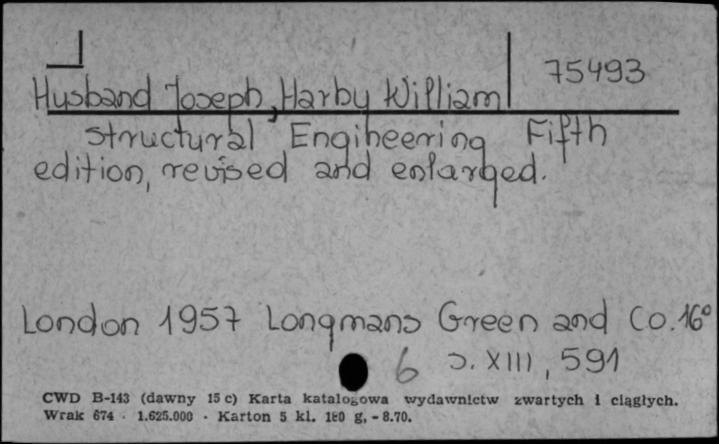 75493
Husband Joseph, Harby William
Structural Engineering Fifth
edition, revised and enlarged.
London 1957 Longmans Green and Co. 16°
6 s. XIII, 591
CWD B-143 (dawny 15 c) Karta katalogowa wydawnictw zwartych i ciągłych.
Wrak 674 · 1.625.000 · Karton 5 kl. 180 g, - 8.70.